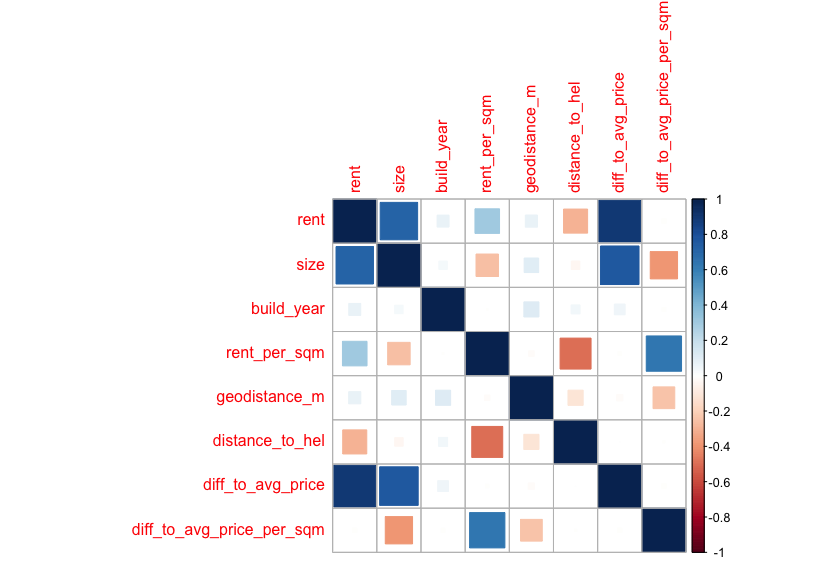 rent
size
build_year
rent_per_sqm
geodistance_m
distance_to_hel
diff_to_avg_price
diff_to_avg_price_per_sqm
rent
size
build_year
rent_per_sqm
geodistance_m
distance_to_hel
diff_to_avg_price
diff_to_avg_price_per_sqm
1
0.8
0.6
0.4
0.2
0
-0.2
-0.4
-0.6
-0.8
-1